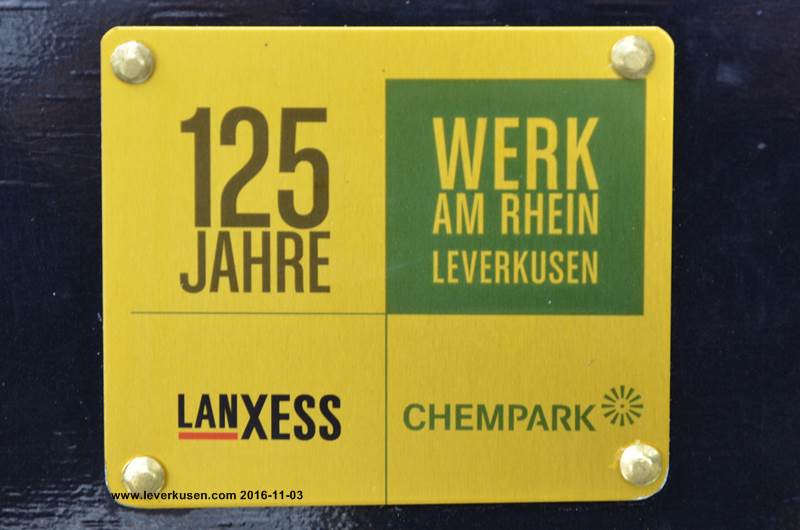 125
JAHRE
WERK
AM RHEIN
LEVERKUSEN
LANXESS
CHEMPARK
www.leverkusen.com 2016-11-03